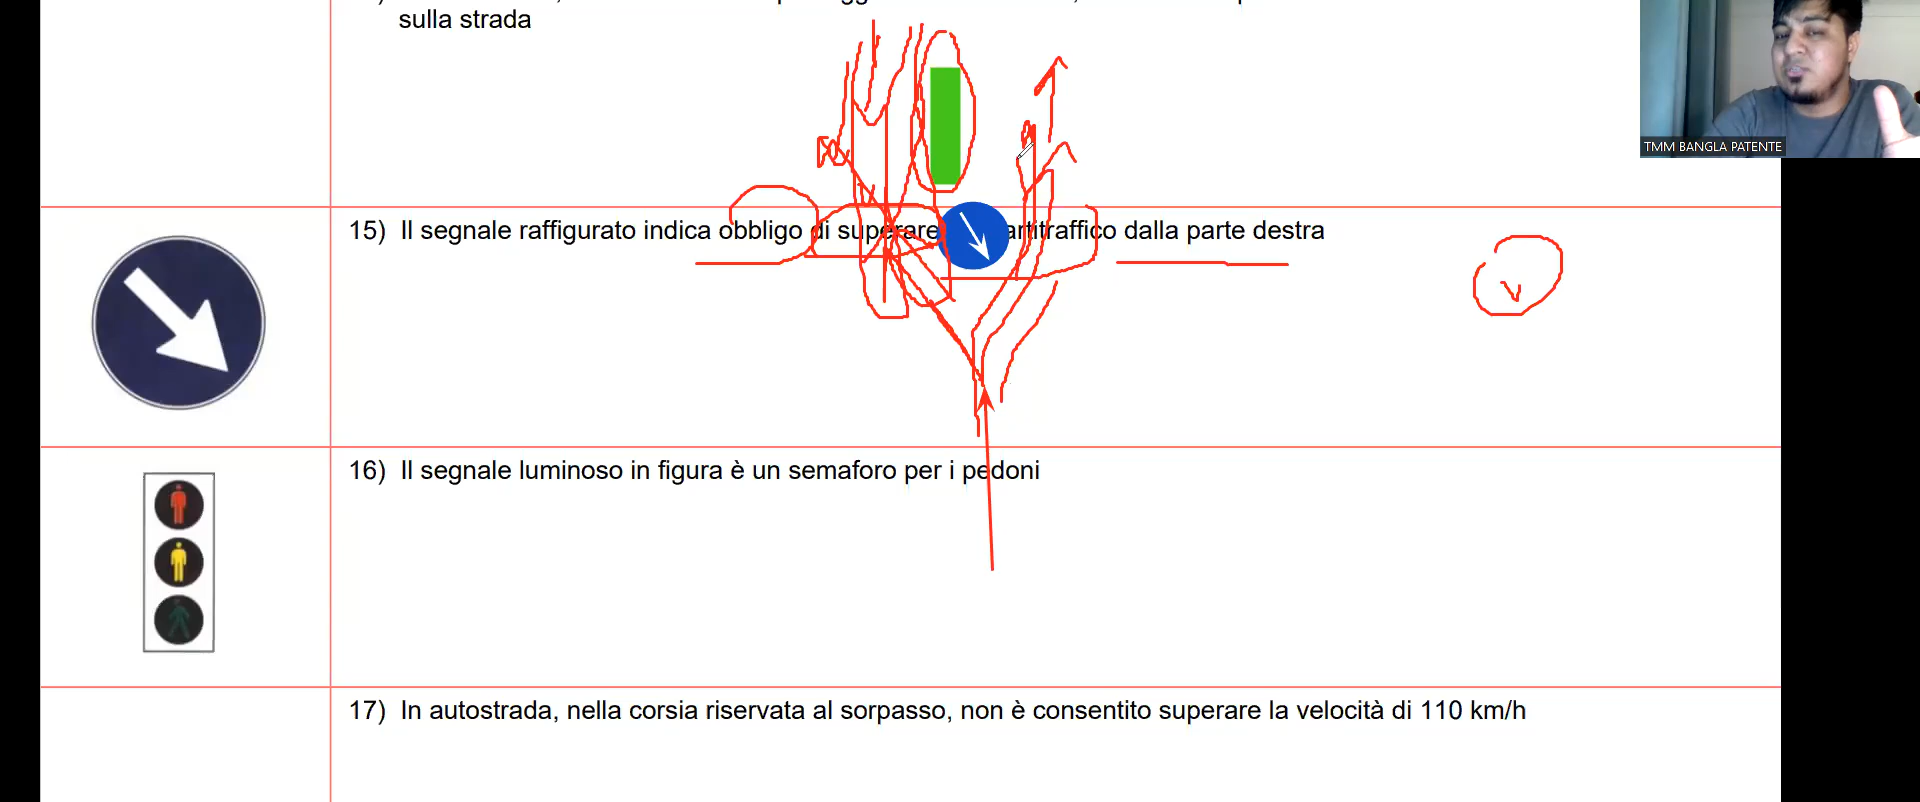 sulla strada
TMM BANGLA PATENTE
15) Il segnale raffigurato indica obbligo di superare antitraffico dalla parte destra
V
16) Il segnale luminoso in figura è un semaforo per i pedoni
17) In autostrada, nella corsia riservata al sorpasso, non è consentito superare la velocità di 110 km/h